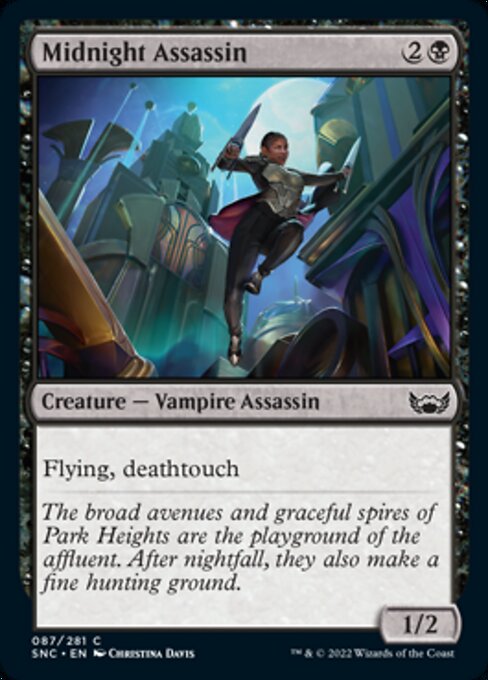 Midnight Assassin 2
Creature — Vampire Assassin
Flying, deathtouch
The broad avenues and graceful spires of
Park Heights are the playground of the
affluent. After nightfall, they also make a
fine hunting ground.
1/2
087/281 C
SNC • EN Christina Davis ™ & © 2022 Wizards of the Coast